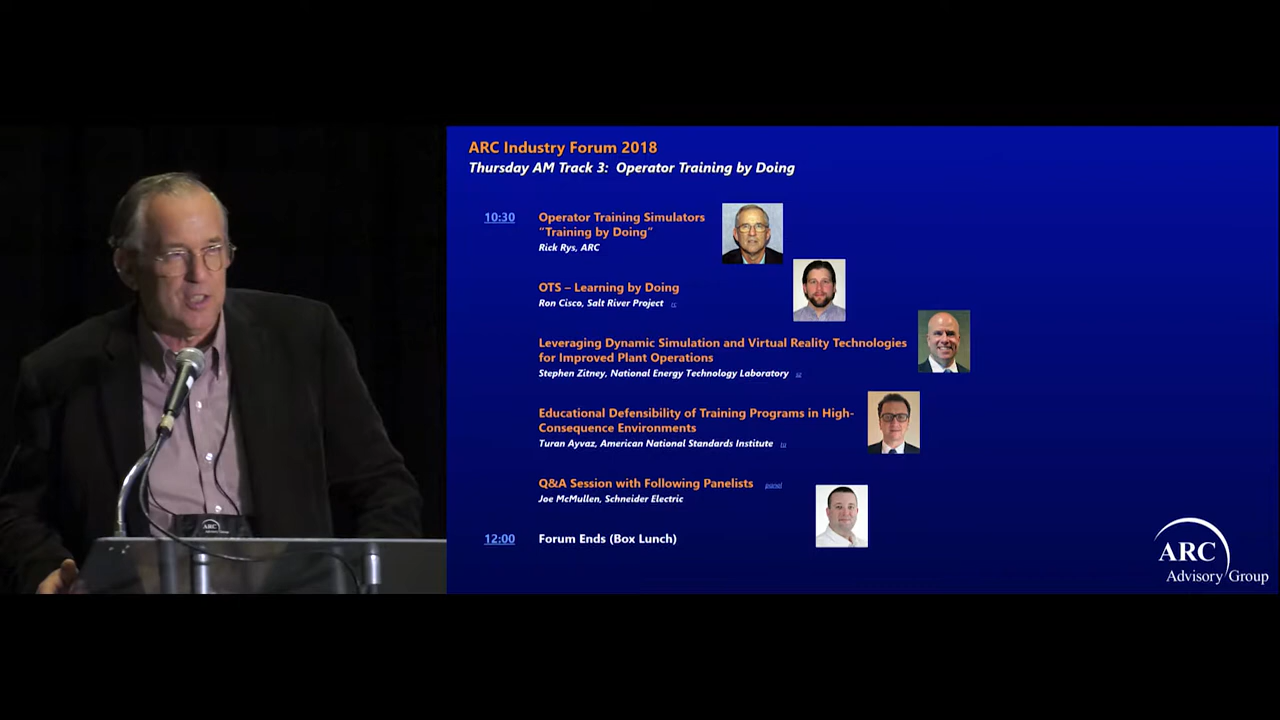 ARC Industry Forum 2018
Thursday AM Track 3: Operator Training by Doing
10:30
Operator Training Simulators
“Training by Doing”
Rick Rys, ARC
OTS – Learning by Doing
Ron Cisco, Salt River Project
Leveraging Dynamic Simulation and Virtual Reality Technologies
for Improved Plant Operations
Stephen Zitney, National Energy Technology Laboratory
Educational Defensibility of Training Programs in High-
Consequence Environments
Turan Ayvaz, American National Standards Institute
Q&A Session with Following Panelists panel
Joe McMullen, Schneider Electric
12:00
Forum Ends (Box Lunch)
ARC
Advisory Group
ARC
Advisory Group